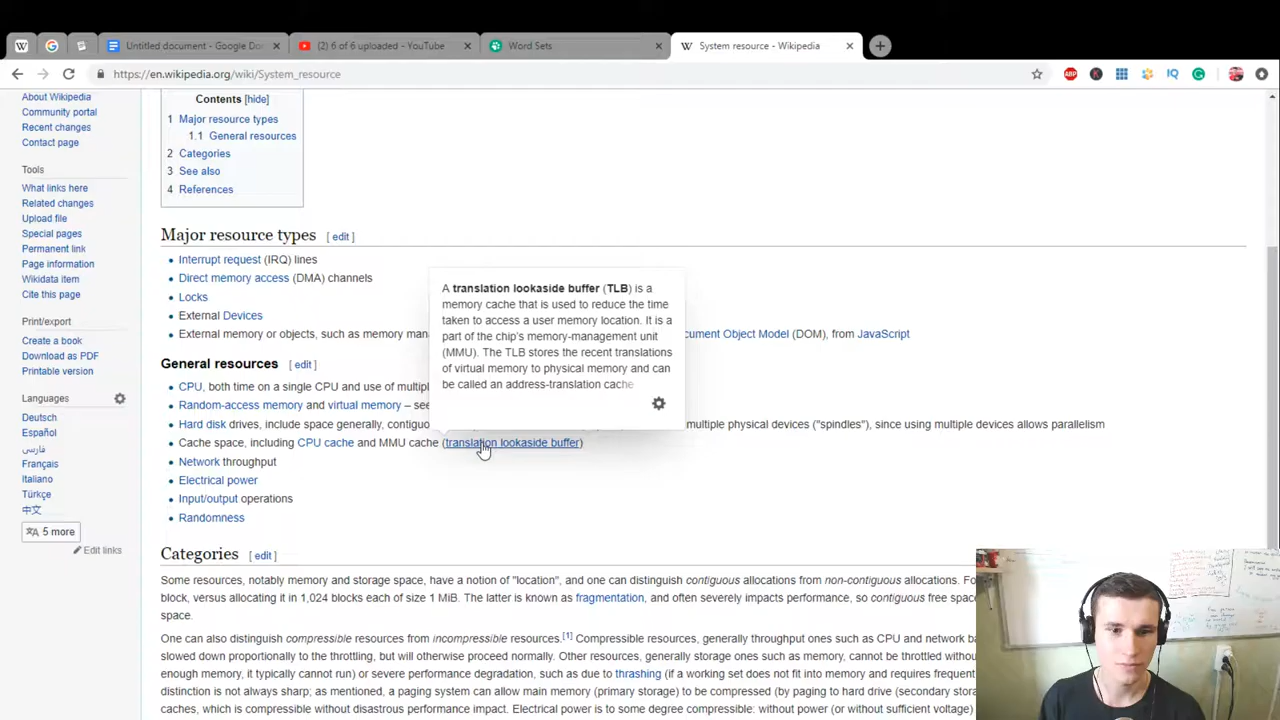 Untitled document - Google Do
(2) 6 of 6 uploaded - YouTube
Word Sets
System resource - Wikipedia
https://en.wikipedia.org/wiki/System_resource
ABP
K
IQ
G
About Wikipedia
Community portal
Recent changes
Contact page
Tools
What links here
Related changes
Upload file
Special pages
Permanent link
Page information
Wikidata item
Cite this page
Print/export
Create a book
Download as PDF
Printable version
Languages
Deutsch
Español
فارسی
Français
Italiano
Türkçe
中文
5 more
Edit links
Contents [hide]
1 Major resource types
1.1 General resources
2 Categories
3 See also
4 References
Major resource types [ edit ]
Interrupt request (IRQ) lines
Direct memory access (DMA) channels
Locks
External Devices
External memory or objects, such as memory man cument Object Model (DOM), from JavaScript
A translation lookaside buffer (TLB) is a
memory cache that is used to reduce the time
taken to access a user memory location. It is a
part of the chip's memory-management unit
(MMU). The TLB stores the recent translations
of virtual memory to physical memory and can
be called an address-translation cache
General resources [ edit ]
CPU, both time on a single CPU and use of multipl
Random-access memory and virtual memory – see
Hard disk drives, include space generally, contiguo multiple physical devices ("spindles"), since using multiple devices allows parallelism
Cache space, including CPU cache and MMU cache (translation lookaside buffer)
Network throughput
Electrical power
Input/output operations
Randomness
Categories [ edit ]
Some resources, notably memory and storage space, have a notion of "location", and one can distinguish contiguous allocations from non-contiguous allocations. Fo
block, versus allocating it in 1,024 blocks each of size 1 MiB. The latter is known as fragmentation, and often severely impacts performance, so contiguous free space
space.
One can also distinguish compressible resources from incompressible resources.[1] Compressible resources, generally throughput ones such as CPU and network ba
slowed down proportionally to the throttling, but will otherwise proceed normally. Other resources, generally storage ones such as memory, cannot be throttled without
enough memory, it typically cannot run) or severe performance degradation, such as due to thrashing (if a working set does not fit into memory and requires frequent
distinction is not always sharp; as mentioned, a paging system can allow main memory (primary storage) to be compressed (by paging to hard drive (secondary stora
caches, which is compressible without disastrous performance impact. Electrical power is to some degree compressible: without power (or without sufficient voltage)